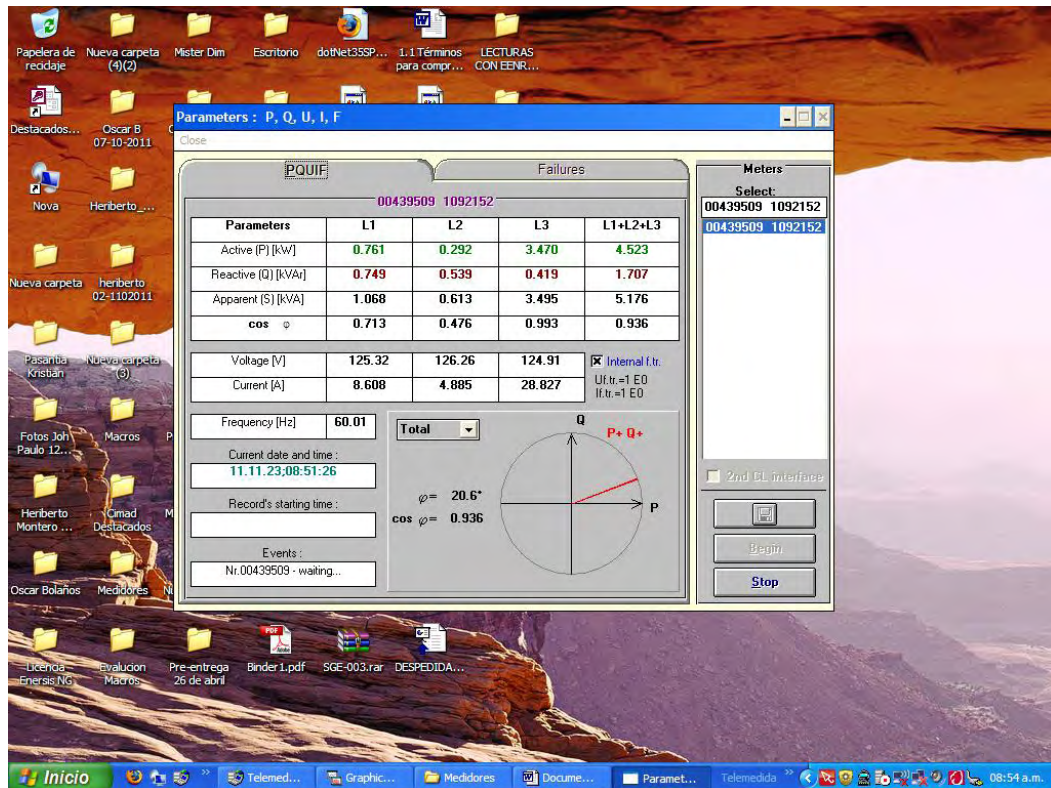 Papelera de reciclaje
Nueva carpeta (4)(2)
Mister Dim
Escritorio
dotNet35SP...
1.1Términos para compr...
LECTURAS CON EENR...
Destacados...
Oscar B 07-10-2011
Nova
Heriberto_...
Nueva carpeta
heriberto 02-1102011
Pasantia Kristian
Nueva carpeta (3)
Fotos Joh Paulo 12...
Macros
Heriberto Montero ...
Cimad Destacados
Oscar Bolaños
Medidores
Licencia Enersis NG
Evalucion Macros
Pre-entrega 26 de abril
Binder1.pdf
SGE-003.rar
DESPEDIDA...
Parameters : P, Q, U, I, F
Close
PQUIF
Failures
00439509 1092152
Parameters L1 L2 L3 L1+L2+L3
Active (P) [kW] 0.761 0.292 3.470 4.523
Reactive (Q) [kVAr] 0.749 0.539 0.419 1.707
Apparent (S) [kVA] 1.068 0.613 3.495 5.176
cos φ 0.713 0.476 0.993 0.936
Voltage [V] 125.32 126.26 124.91
Current [A] 8.608 4.885 28.827
Internal f.tr.
Uf.tr.=1 E0
If.tr.=1 E0
Frequency [Hz] 60.01
Current date and time :
11.11.23;08:51:26
Record's starting time :
Events :
Nr.00439509 - waiting...
Total
φ= 20.6°
cos φ= 0.936
Q
P+ Q+
P
Meters
Select:
00439509 1092152
00439509 1092152
2nd CL interface
Begin
Stop
Inicio
Telemed...
Graphic...
Medidores
Docume...
Paramet...
Telemedida
08:54 a.m.